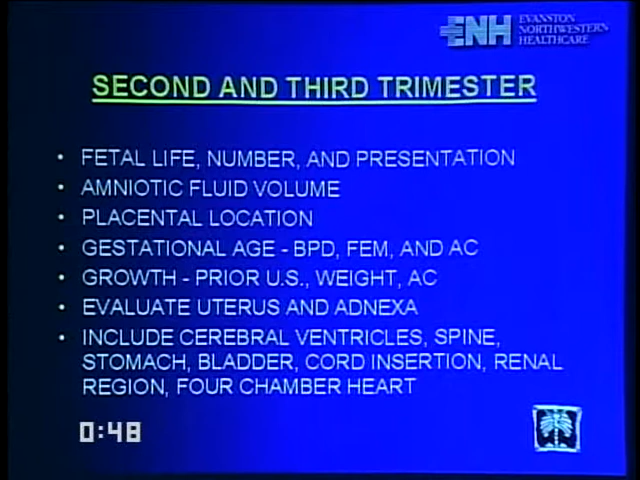 ENH EVANSTON
NORTHWESTERN
HEALTHCARE
SECOND AND THIRD TRIMESTER
• FETAL LIFE, NUMBER, AND PRESENTATION
• AMNIOTIC FLUID VOLUME
• PLACENTAL LOCATION
• GESTATIONAL AGE - BPD, FEM, AND AC
• GROWTH - PRIOR U.S., WEIGHT, AC
• EVALUATE UTERUS AND ADNEXA
• INCLUDE CEREBRAL VENTRICLES, SPINE,
STOMACH, BLADDER, CORD INSERTION, RENAL
REGION, FOUR CHAMBER HEART
0:48